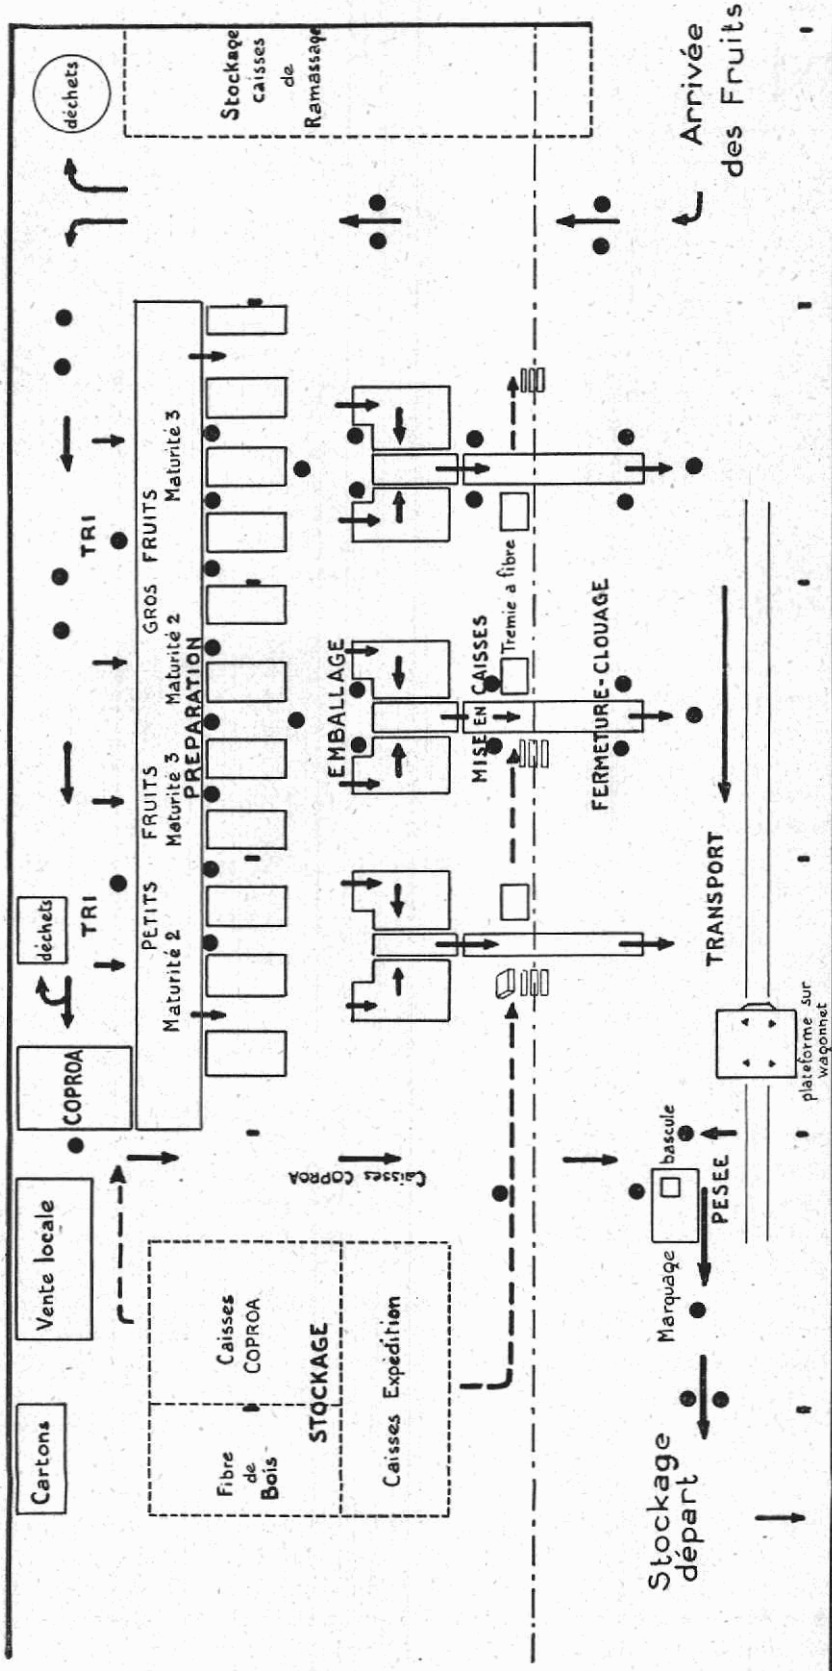 déchets
Stockage
caisses
de
Ramassage
Arrivée
des Fruits
TRI
GROS FRUITS
Maturité 3
Maturité 2
PREPARATION
EMBALLAGE
MISE EN CAISSES
Tremie a fibre
FERMETURE-CLOUAGE
TRANSPORT
TRI
PETITS FRUITS
Maturité 3
Maturité 2
déchets
COPROA
Caisses COPROA
plateforme sur
wagonnet
bascule
PESEE
Marquage
Vente locale
Cartons
Caisses
COPROA
Fibre
de
Bois
STOCKAGE
Caisses Expédition
Stockage
départ